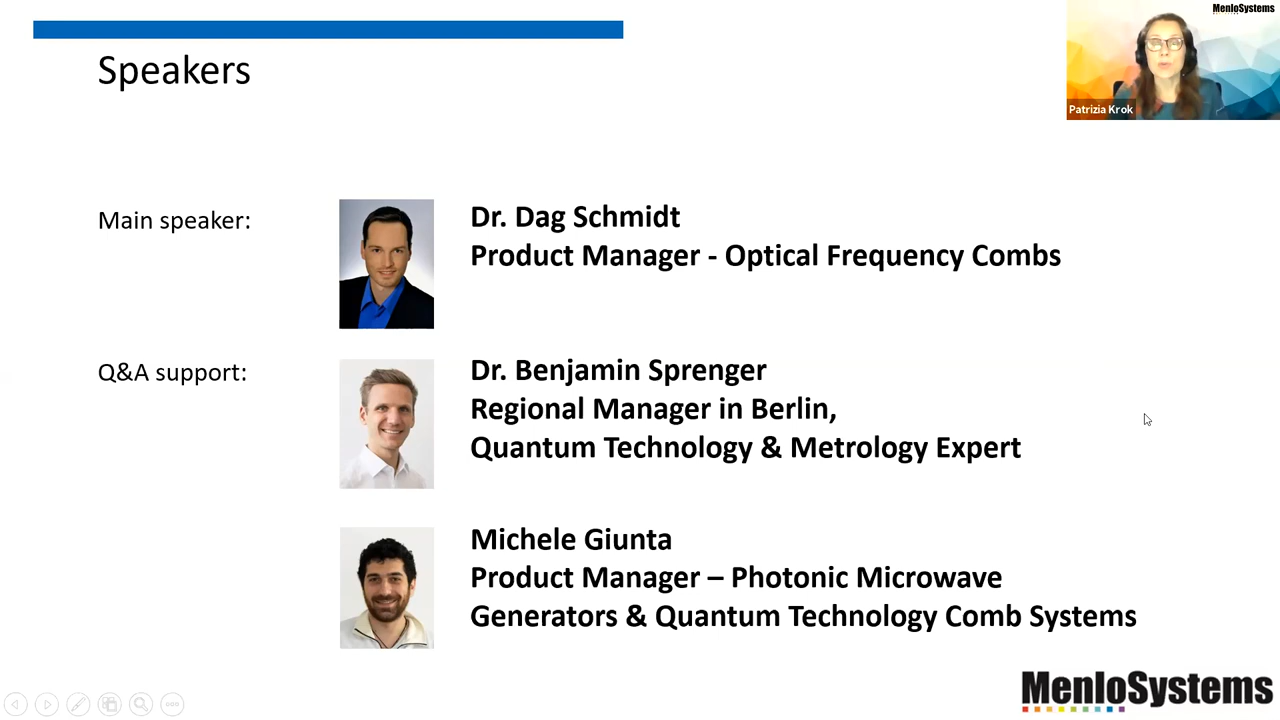 MenloSystems
Patrizia Krok
Speakers
Main speaker:
Dr. Dag Schmidt
Product Manager - Optical Frequency Combs
Q&A support:
Dr. Benjamin Sprenger
Regional Manager in Berlin,
Quantum Technology & Metrology Expert
Michele Giunta
Product Manager – Photonic Microwave
Generators & Quantum Technology Comb Systems
MenloSystems